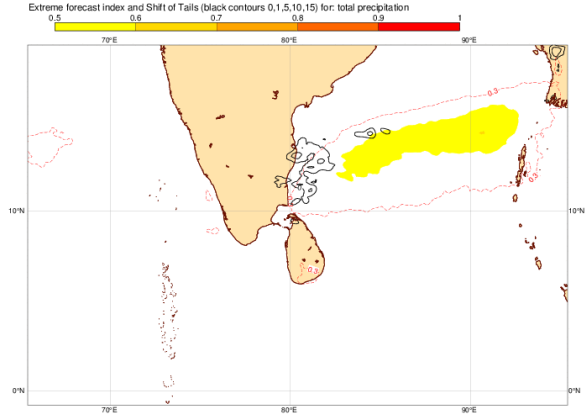 Extreme forecast index and Shift of Tails (black contours 0,1,5,10,15) for: total precipitation
0.5 0.6 0.7 0.8 0.9 1
70°E 80°E 90°E
0.3
0.3
10°N 10°N
0.3
0°N 0°N
70°E 80°E 90°E